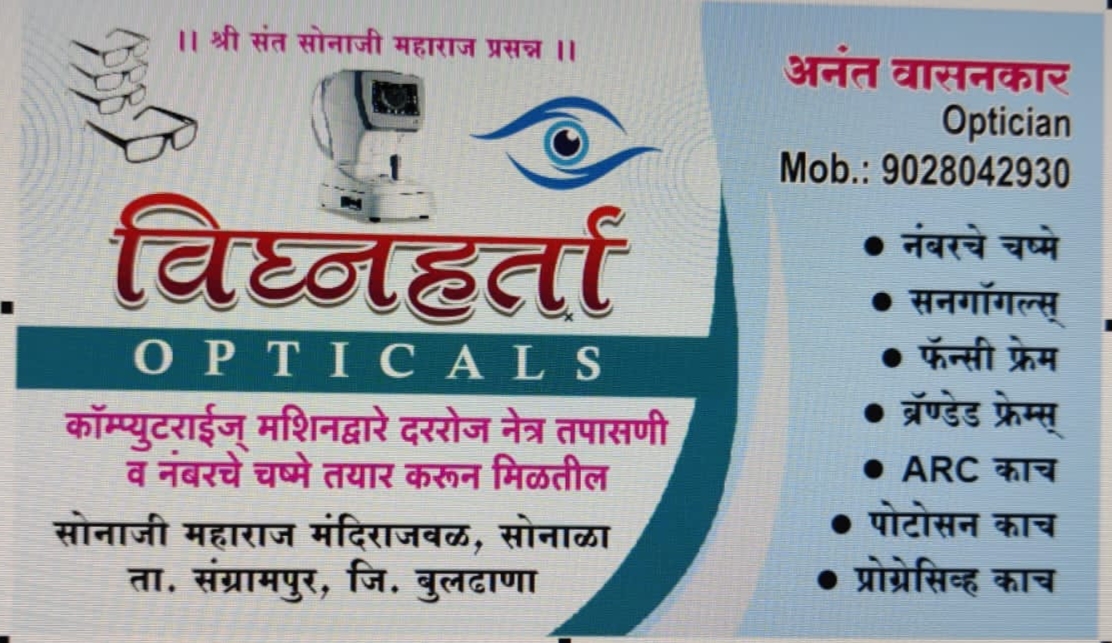 ।। श्री संत सोनाजी महाराज प्रसन्न ।।
विघ्नहर्ता
OPTICALS
कॉम्प्युटराईज् मशिनद्वारे दररोज नेत्र तपासणी
व नंबरचे चष्मे तयार करून मिळतील
सोनाजी महाराज मंदिराजवळ, सोनाळा
ता. संग्रामपुर, जि. बुलढाणा
अनंत वासनकार
Optician
Mob.: 9028042930
• नंबरचे चष्मे
• सनगॉगल्स्
• फॅन्सी फ्रेम
• ब्रॅण्डेड फ्रेम्स्
• ARC काच
• पोटोसन काच
• प्रोग्रेसिव्ह काच